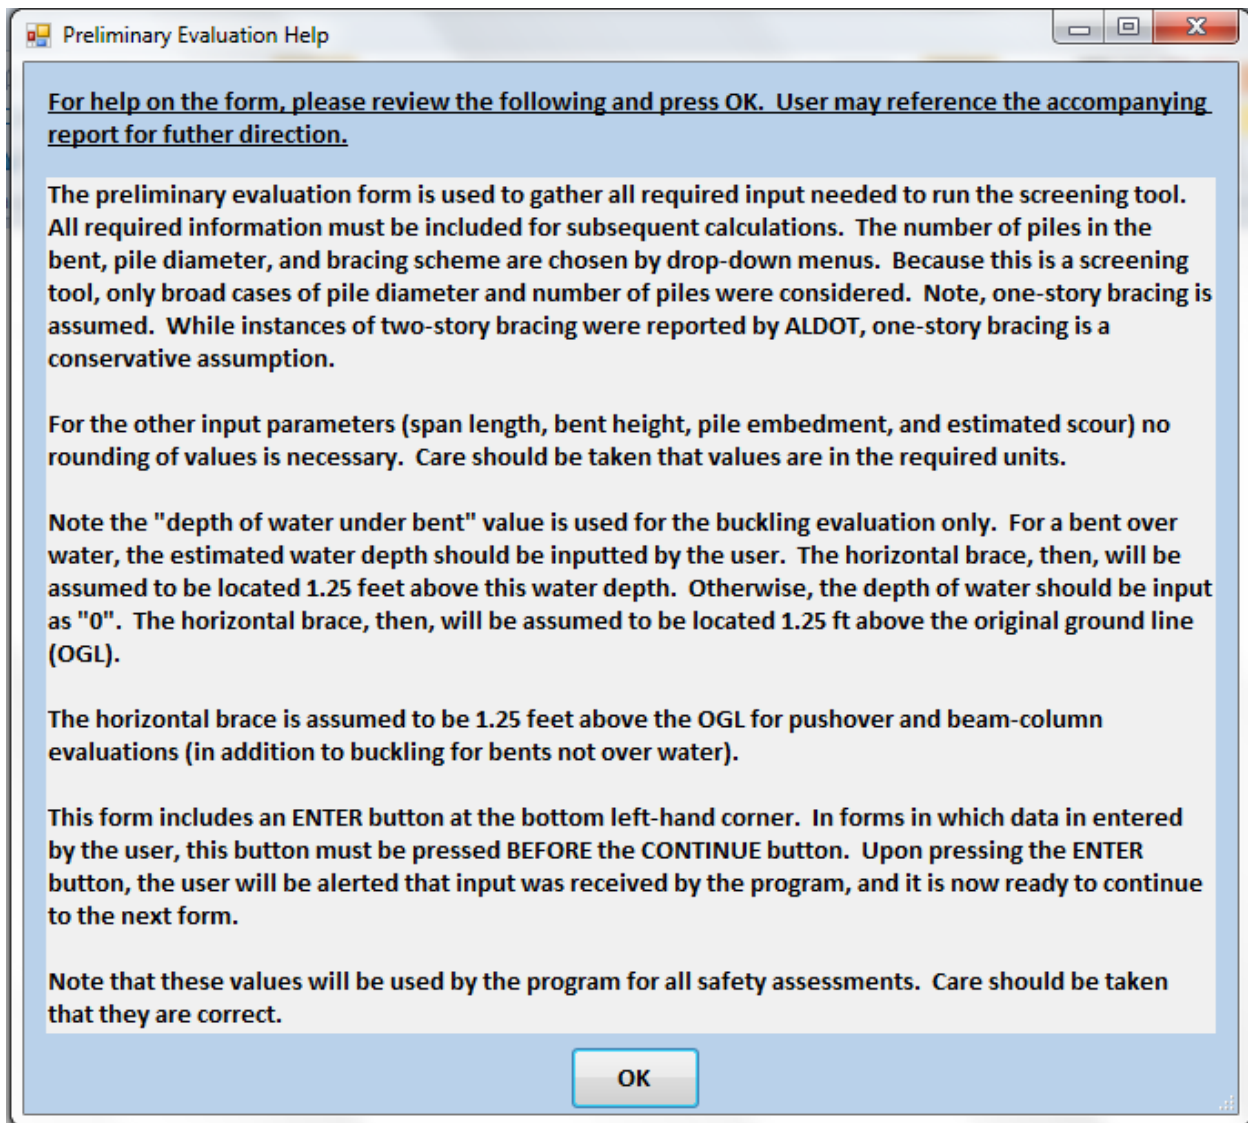 Preliminary Evaluation Help
For help on the form, please review the following and press OK.  User may reference the accompanying
report for futher direction.
The preliminary evaluation form is used to gather all required input needed to run the screening tool.
All required information must be included for subsequent calculations.  The number of piles in the
bent, pile diameter, and bracing scheme are chosen by drop-down menus.  Because this is a screening
tool, only broad cases of pile diameter and number of piles were considered.  Note, one-story bracing is
assumed.  While instances of two-story bracing were reported by ALDOT, one-story bracing is a
conservative assumption.
For the other input parameters (span length, bent height, pile embedment, and estimated scour) no
rounding of values is necessary.  Care should be taken that values are in the required units.
Note the "depth of water under bent" value is used for the buckling evaluation only.  For a bent over
water, the estimated water depth should be inputted by the user.  The horizontal brace, then, will be
assumed to be located 1.25 feet above this water depth.  Otherwise, the depth of water should be input
as "0".  The horizontal brace, then, will be assumed to be located 1.25 ft above the original ground line
(OGL).
The horizontal brace is assumed to be 1.25 feet above the OGL for pushover and beam-column
evaluations (in addition to buckling for bents not over water).
This form includes an ENTER button at the bottom left-hand corner.  In forms in which data in entered
by the user, this button must be pressed BEFORE the CONTINUE button.  Upon pressing the ENTER
button, the user will be alerted that input was received by the program, and it is now ready to continue
to the next form.
Note that these values will be used by the program for all safety assessments.  Care should be taken
that they are correct.
OK